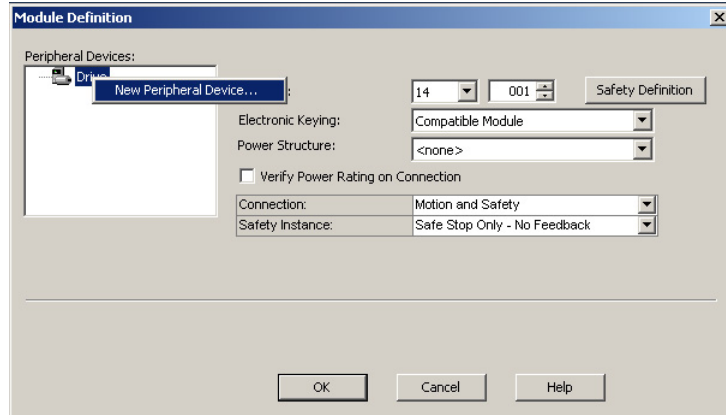 Module Definition
Peripheral Devices:
New Peripheral Device...
14 001 Safety Definition
Electronic Keying: Compatible Module
Power Structure: <none>
Verify Power Rating on Connection
Connection: Motion and Safety
Safety Instance: Safe Stop Only - No Feedback
OK Cancel Help